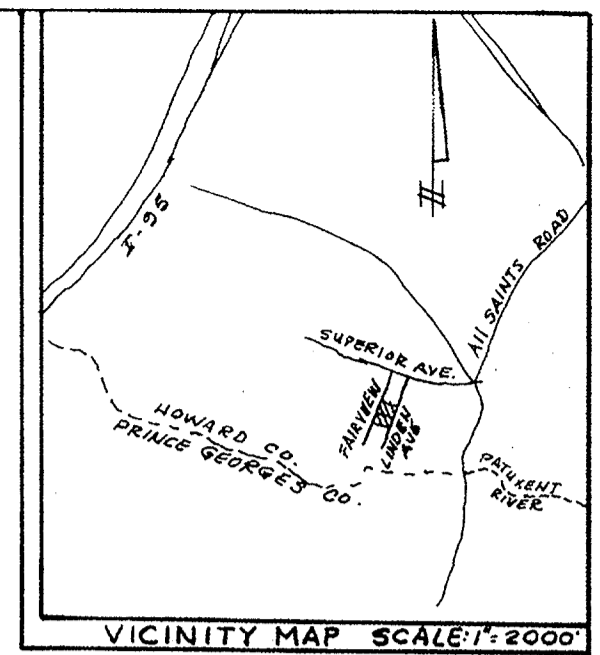 I-95
All SAINTS ROAD
SUPERIOR AVE.
FAIRVIEW
LINDEN AVE
HOWARD CO.
PRINCE GEORGES CO.
PATUXENT
RIVER
VICINITY MAP SCALE: 1"= 2000'